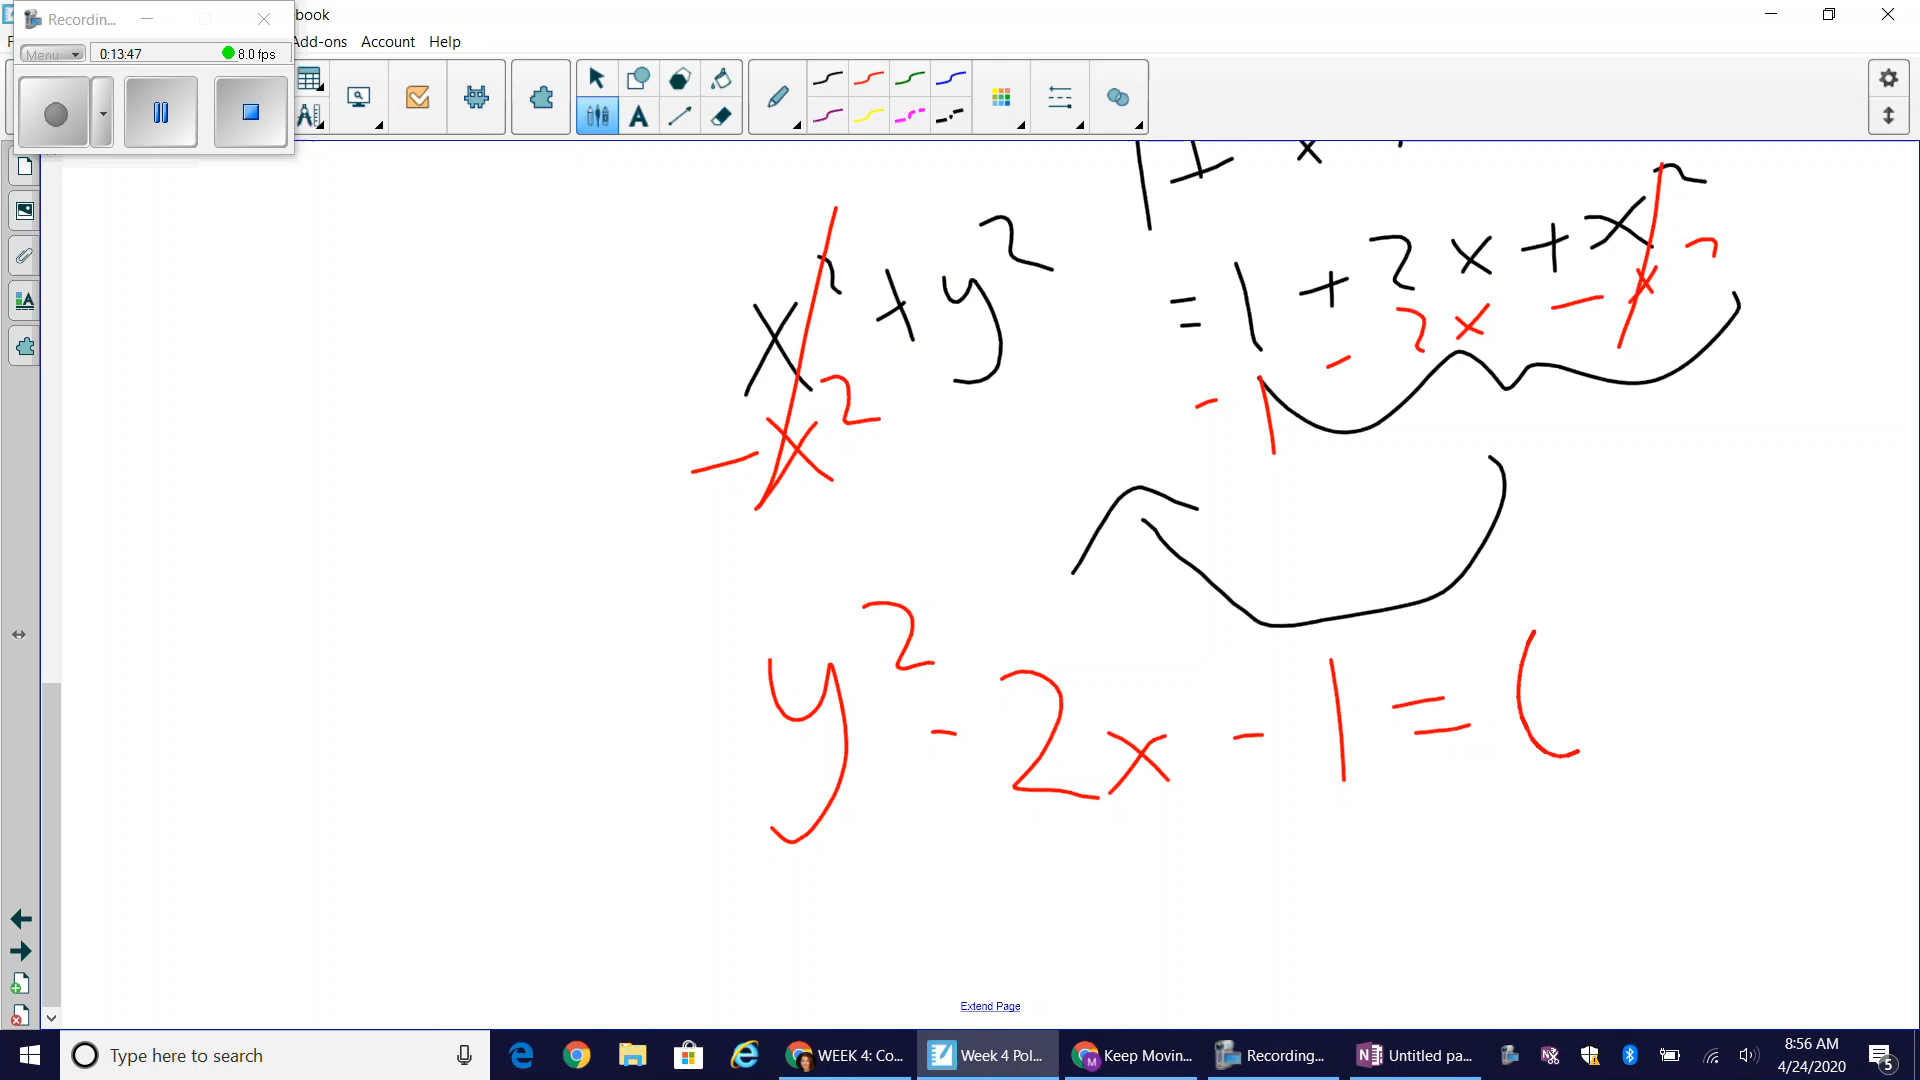 Recordin...
book
Menu
0:13:47
8.0 fps
Add-ons Account Help
1 + x
x² + y² = 1 + 2x + x²
- x² - 1 - 2x - x²
y² - 2x - 1 = (
Extend Page
Type here to search
WEEK 4: Co...
Week 4 Pol...
Keep Movin...
Recording...
Untitled pa...
8:56 AM
4/24/2020
5